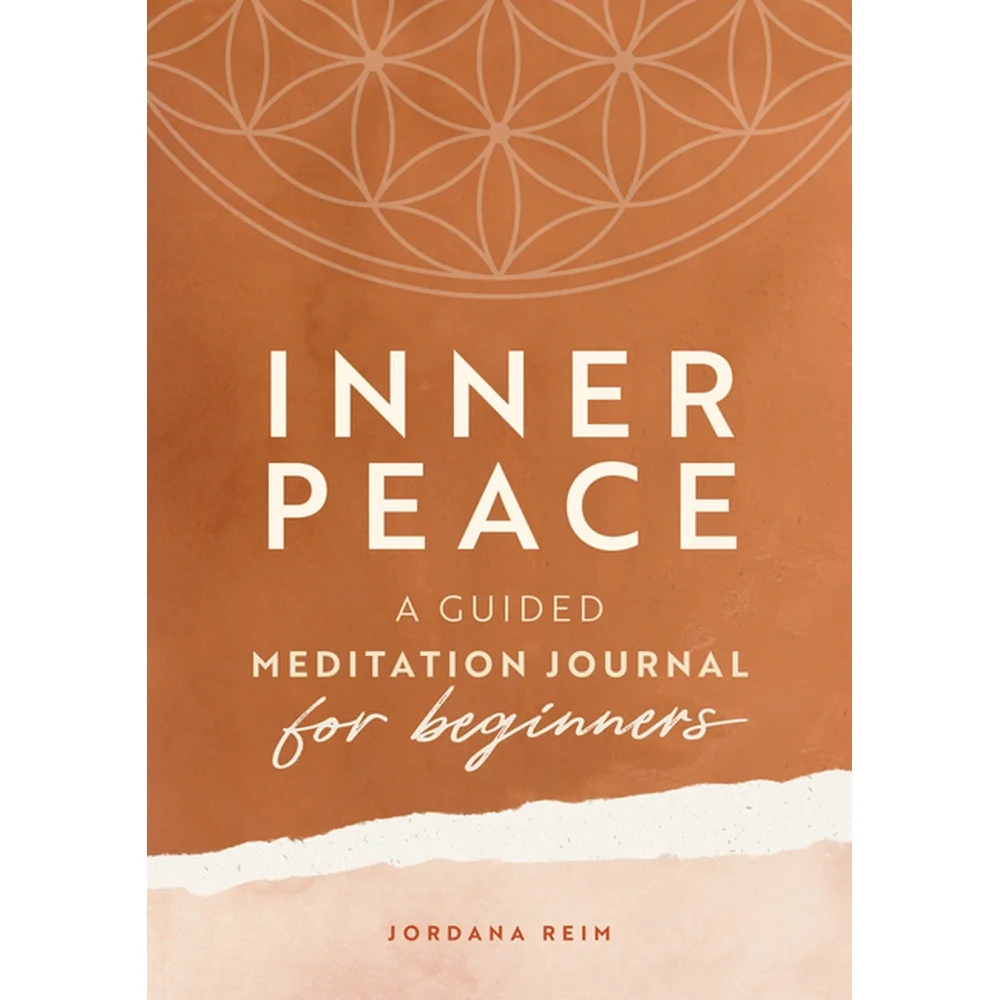 INNER
PEACE
A GUIDED
MEDITATION JOURNAL
for beginners
JORDANA REIM